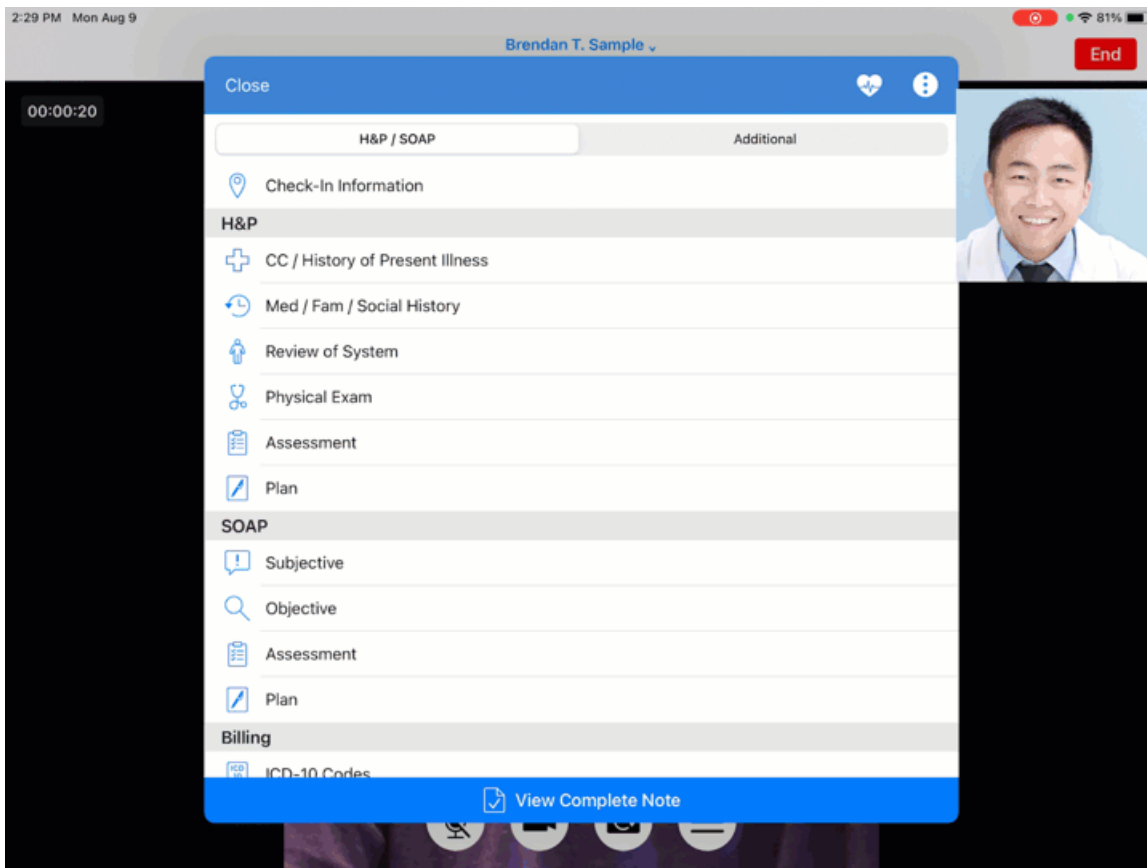 2:29 PM Mon Aug 9
81%
Brendan T. Sample
End
Close
00:00:20
H&P / SOAP
Additional
Check-In Information
H&P
CC / History of Present Illness
Med / Fam / Social History
Review of System
Physical Exam
Assessment
Plan
SOAP
Subjective
Objective
Assessment
Plan
Billing
ICD-10 Codes
View Complete Note